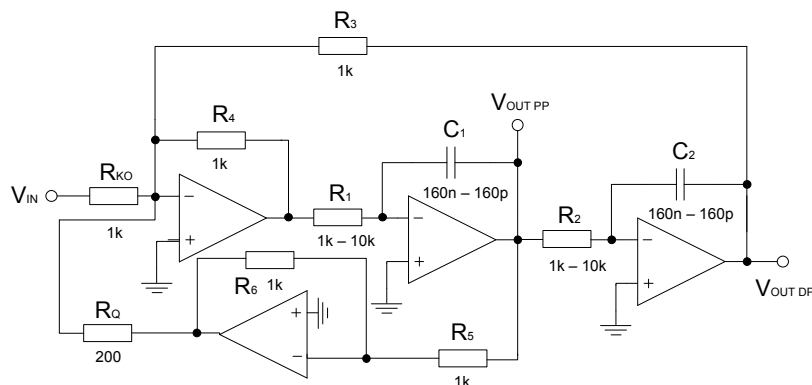 R3
1k
VOUT PP
R4
1k
C1
160n – 160p
C2
160n – 160p
RKO
1k
VIN
−
+
R1
1k – 10k
−
+
R2
1k – 10k
−
+
VOUT DP
R6
1k
RQ
200
+
−
R5
1k